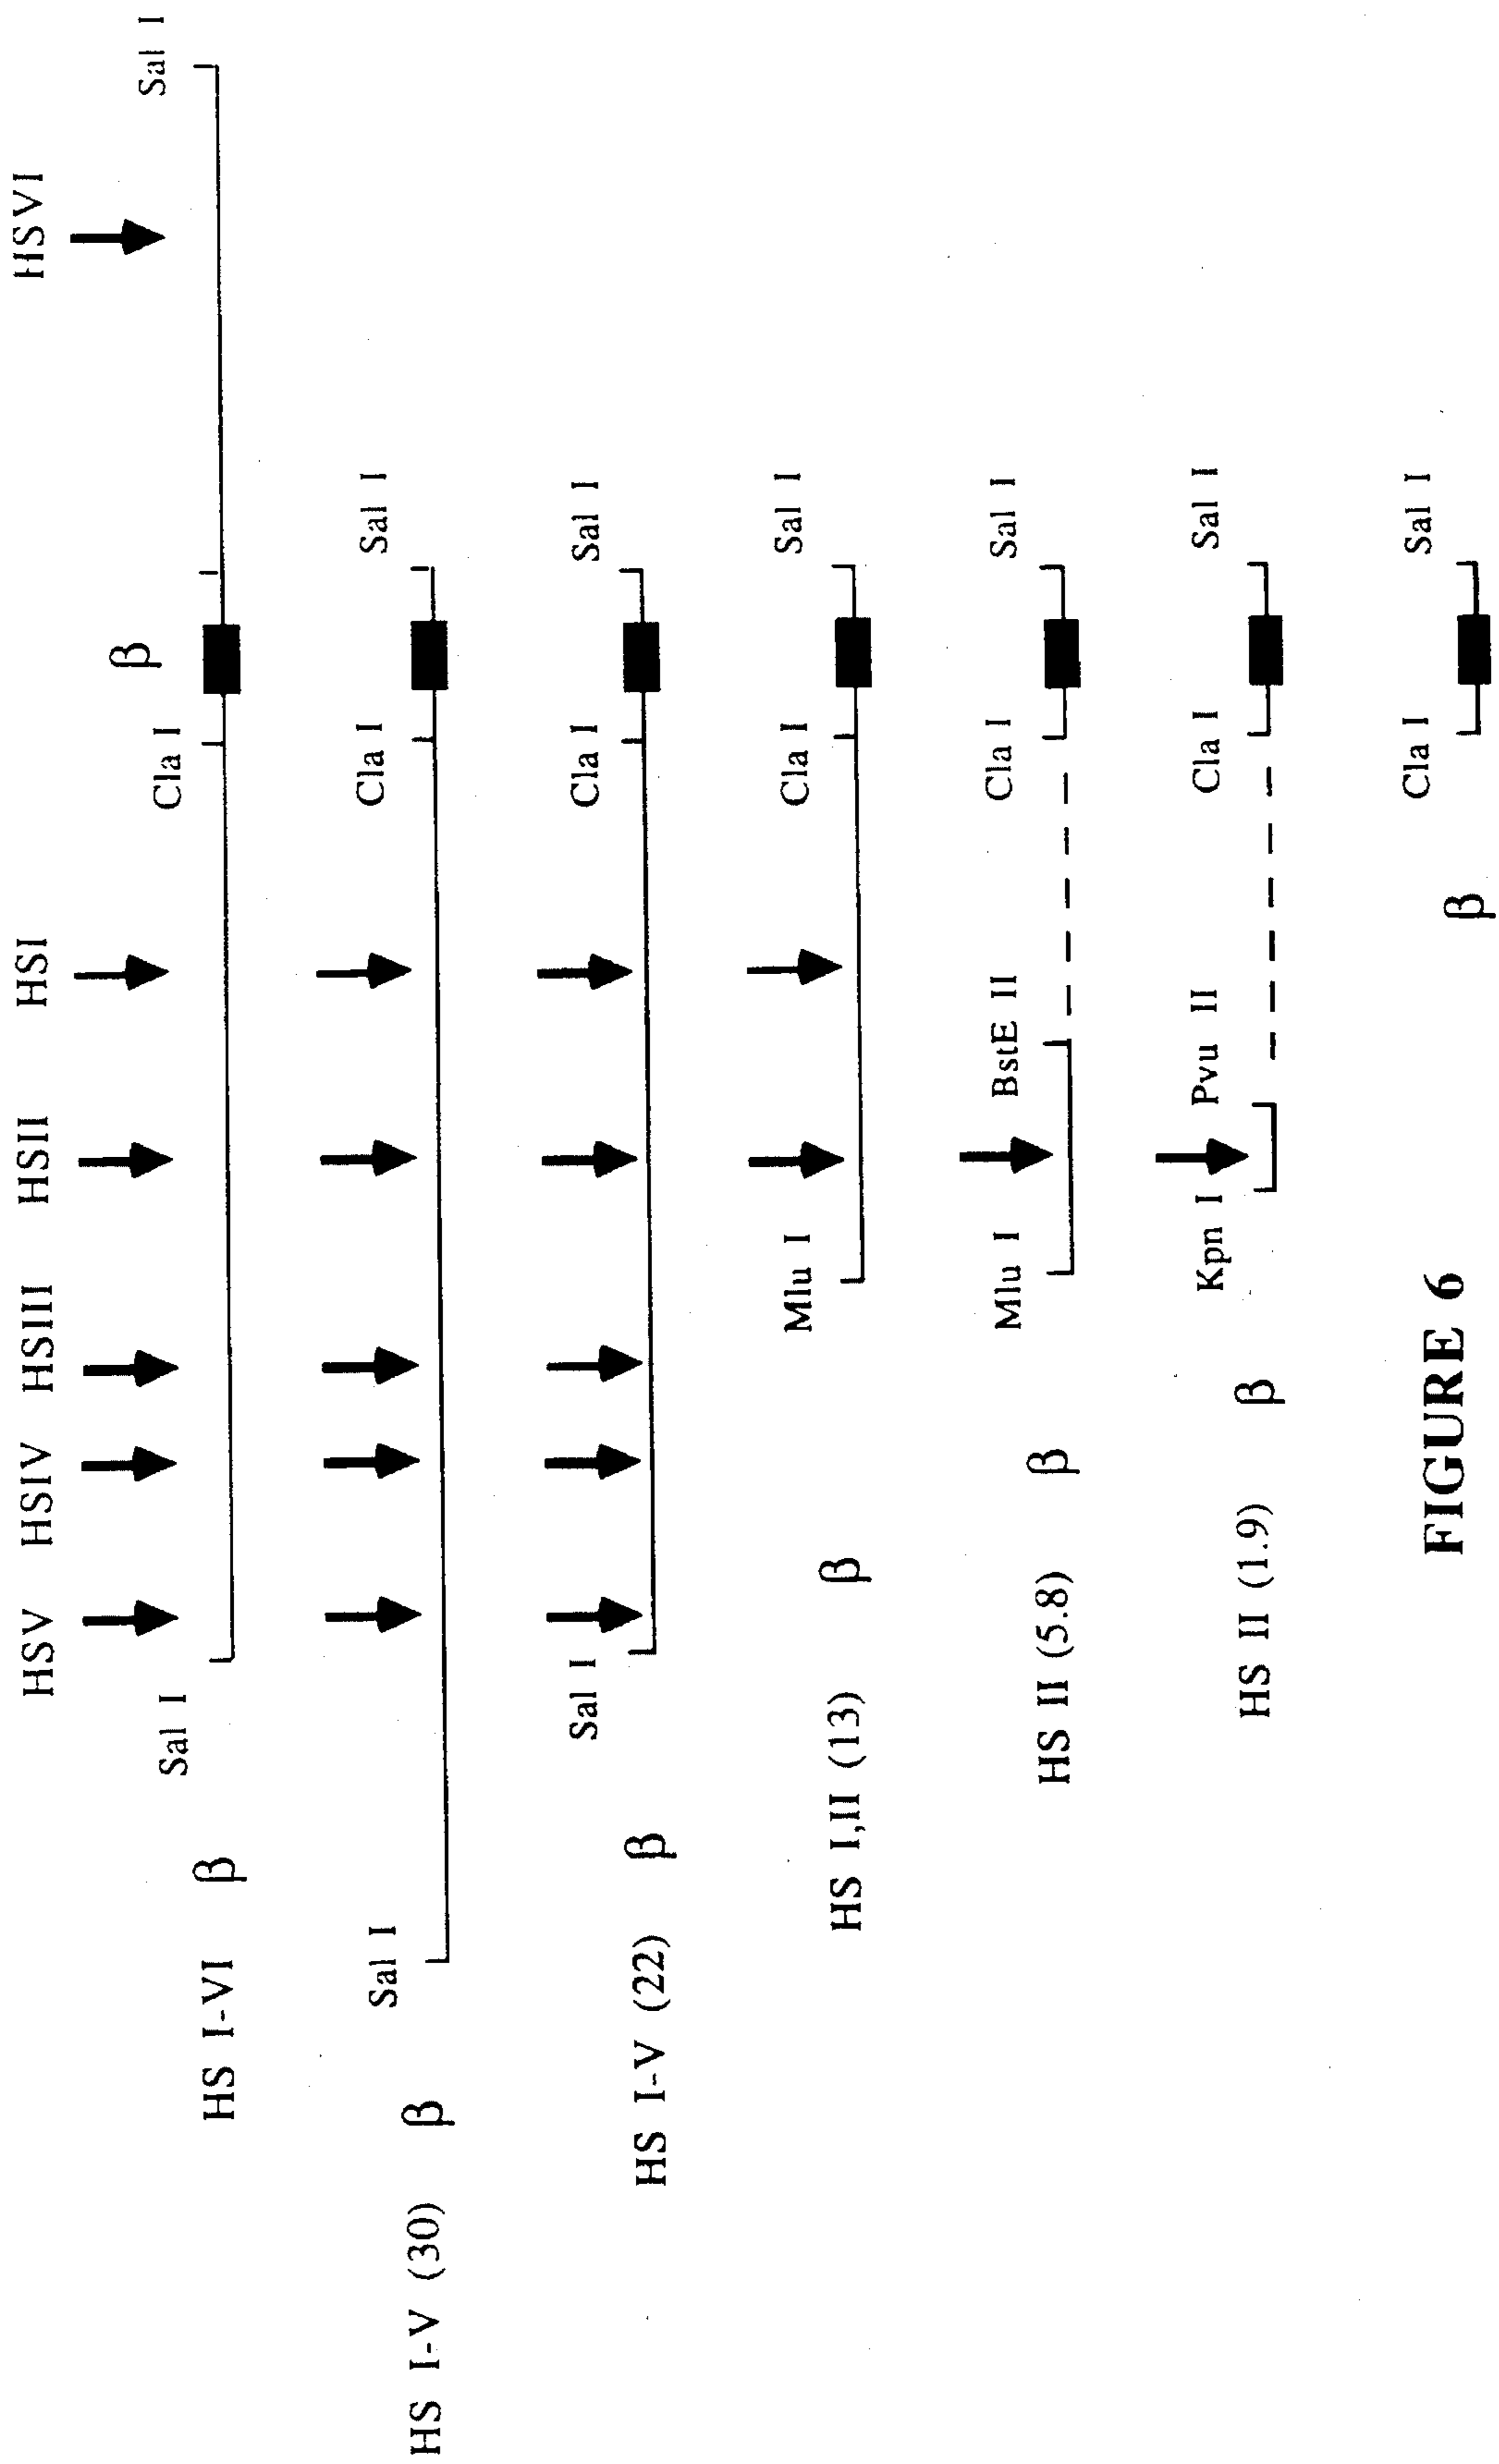 HSV HSIV HSIII HSII HSI HSVI
β
Sal I Cla I Sal I
HS I-VI β
Sal I Cla I Sal I
HS I-V (30) β
Sal I Cla I Sal I
HS I-V (22) β
Mlu I Cla I Sal I
HS I,II (13) β
Mlu I BstE II Cla I Sal I
HS II (5.8) β
Kpn I Pvu II Cla I Sal I
HS II (1.9) β
Cla I Sal I
β
FIGURE 6